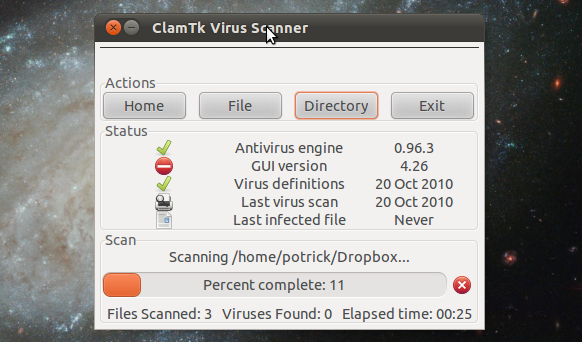 ClamTk Virus Scanner
Actions
Home File Directory Exit
Status
Antivirus engine 0.96.3
GUI version 4.26
Virus definitions 20 Oct 2010
Last virus scan 20 Oct 2010
Last infected file Never
Scan
Scanning /home/potrick/Dropbox...
Percent complete: 11
Files Scanned: 3 Viruses Found: 0 Elapsed time: 00:25